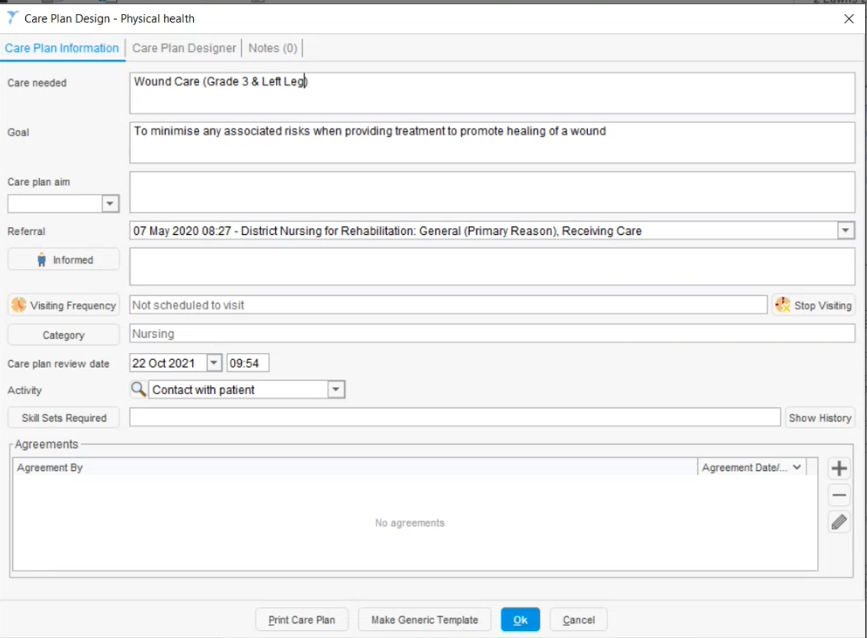 Care Plan Design - Physical health
Care Plan Information
Care Plan Designer
Notes (0)
Care needed
Wound Care (Grade 3 & Left Leg)
Goal
To minimise any associated risks when providing treatment to promote healing of a wound
Care plan aim
Referral
07 May 2020 08:27 - District Nursing for Rehabilitation: General (Primary Reason), Receiving Care
Informed
Visiting Frequency
Not scheduled to visit
Stop Visiting
Category
Nursing
Care plan review date
22 Oct 2021
09:54
Activity
Contact with patient
Skill Sets Required
Show History
Agreements
Agreement By
Agreement Date/...
No agreements
Print Care Plan
Make Generic Template
Ok
Cancel